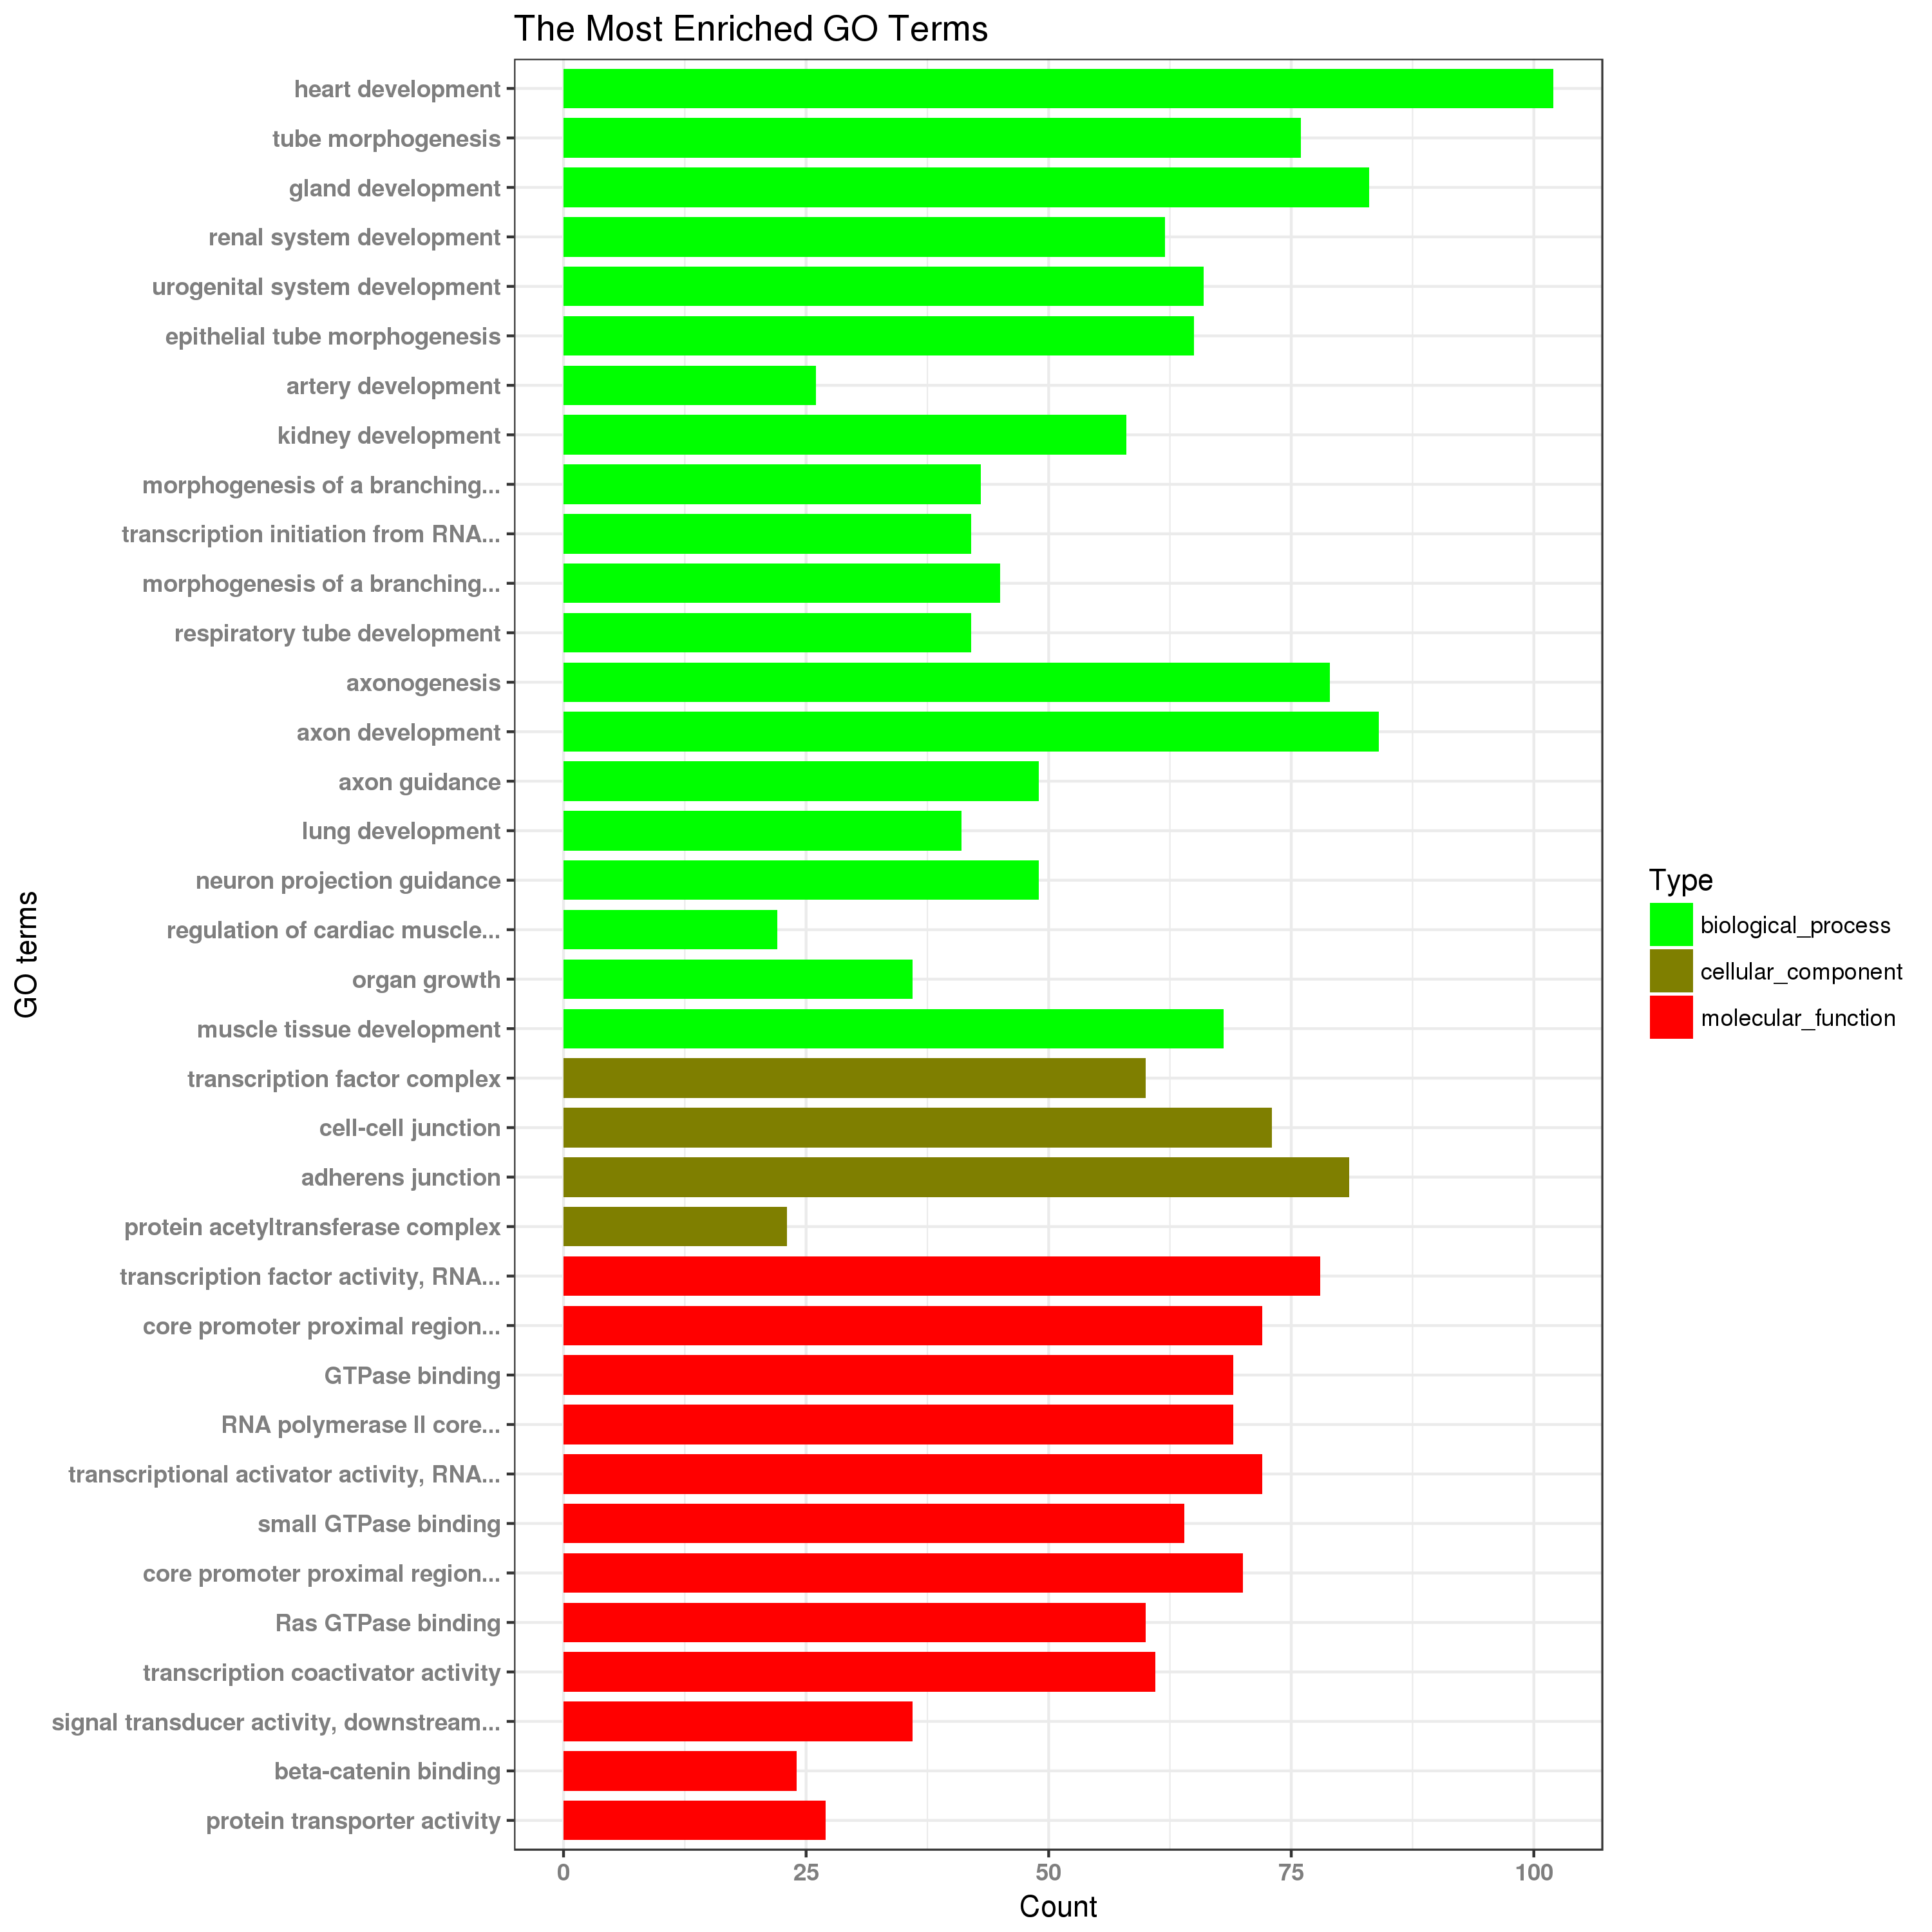 The Most Enriched GO Terms
heart development
tube morphogenesis
gland development
renal system development
urogenital system development
epithelial tube morphogenesis
artery development
kidney development
morphogenesis of a branching...
transcription initiation from RNA...
morphogenesis of a branching...
respiratory tube development
axonogenesis
axon development
axon guidance
lung development
neuron projection guidance
regulation of cardiac muscle...
organ growth
muscle tissue development
transcription factor complex
cell-cell junction
adherens junction
protein acetyltransferase complex
transcription factor activity, RNA...
core promoter proximal region...
GTPase binding
RNA polymerase II core...
transcriptional activator activity, RNA...
small GTPase binding
core promoter proximal region...
Ras GTPase binding
transcription coactivator activity
signal transducer activity, downstream...
beta-catenin binding
protein transporter activity
GO terms
0 25 50 75 100
Count
Type
biological_process
cellular_component
molecular_function